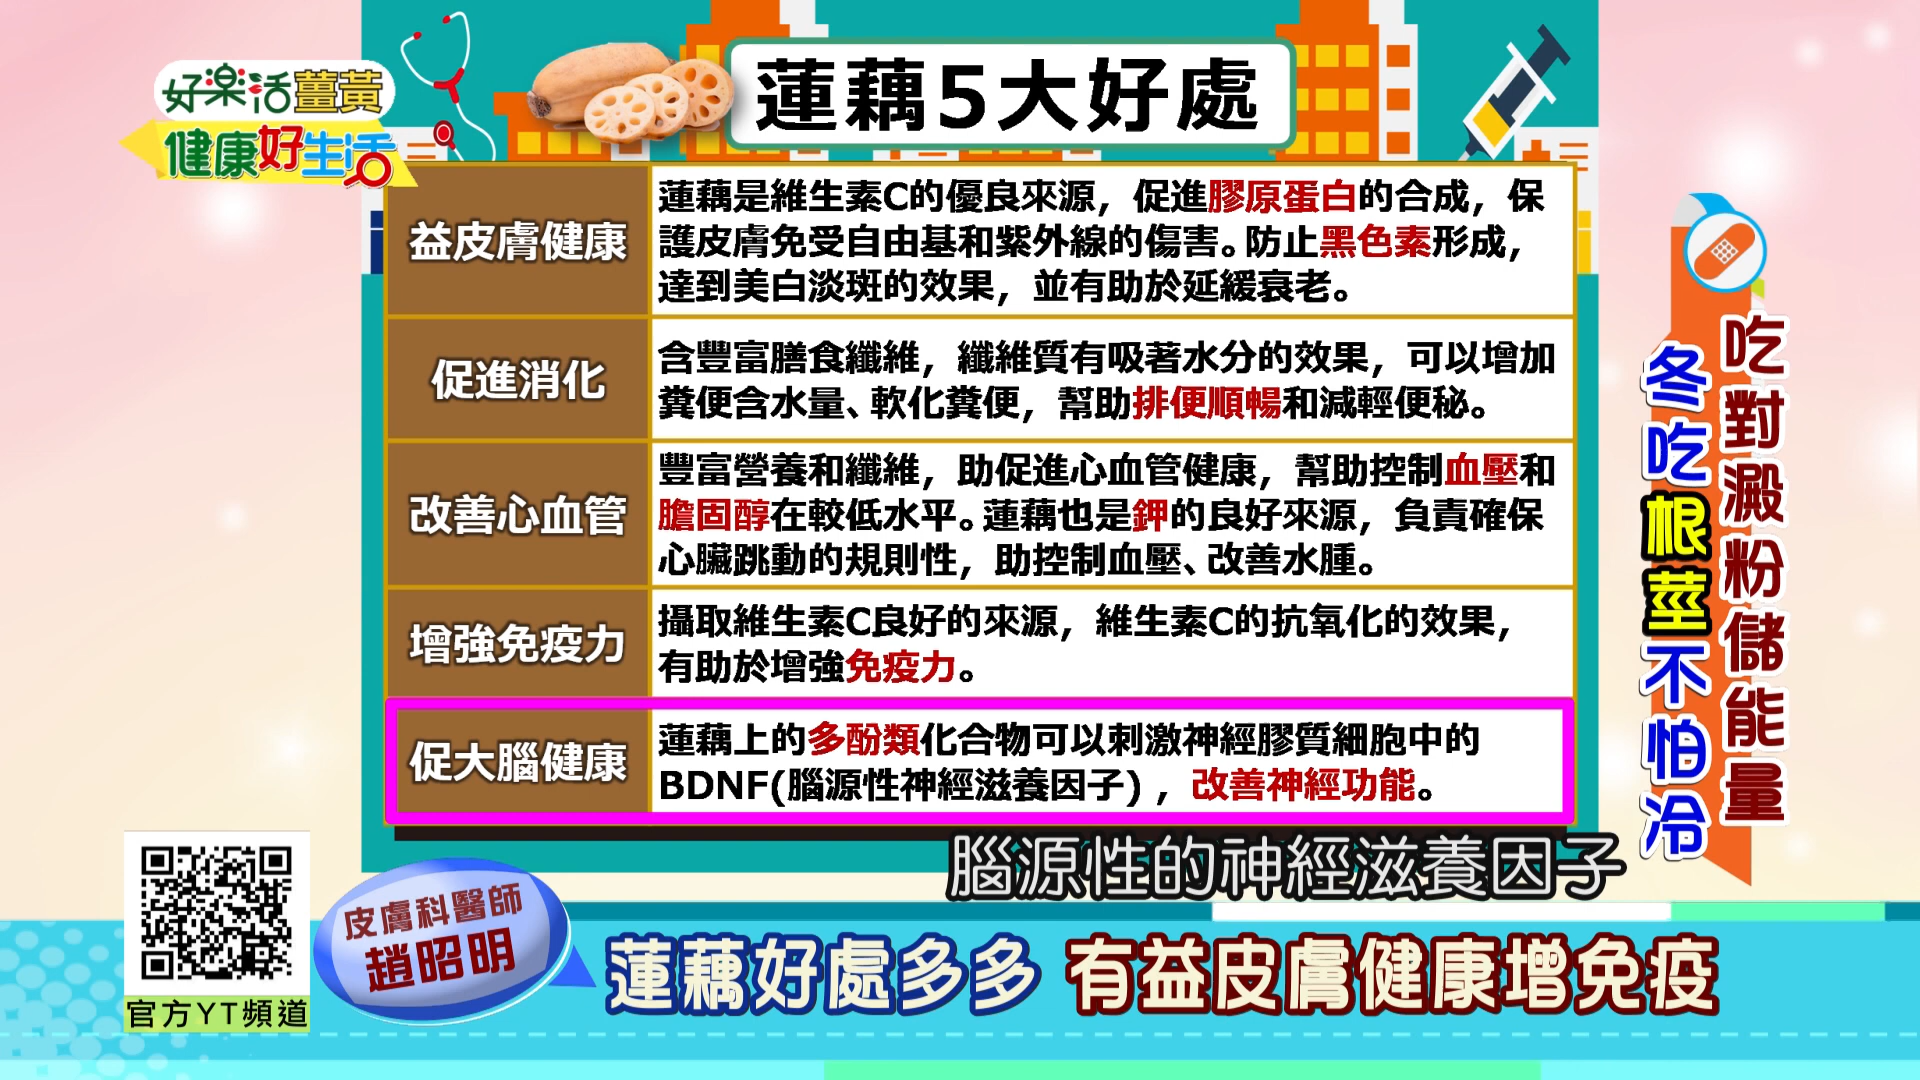 好樂活薑黃
健康好生活
蓮藕5大好處
益皮膚健康
蓮藕是維生素C的優良來源，促進膠原蛋白的合成，保
護皮膚免受自由基和紫外線的傷害。防止黑色素形成，
達到美白淡斑的效果，並有助於延緩衰老。
促進消化
含豐富膳食纖維，纖維質有吸著水分的效果，可以增加
糞便含水量、軟化糞便，幫助排便順暢和減輕便秘。
改善心血管
豐富營養和纖維，助促進心血管健康，幫助控制血壓和
膽固醇在較低水平。蓮藕也是鉀的良好來源，負責確保
心臟跳動的規則性，助控制血壓、改善水腫。
增強免疫力
攝取維生素C良好的來源，維生素C的抗氧化的效果，
有助於增強免疫力。
促大腦健康
蓮藕上的多酚類化合物可以刺激神經膠質細胞中的
BDNF(腦源性神經滋養因子) ，改善神經功能。
吃對澱粉儲能量
冬吃根莖不怕冷
腦源性的神經滋養因子
皮膚科醫師
趙昭明
蓮藕好處多多 有益皮膚健康增免疫
官方YT頻道